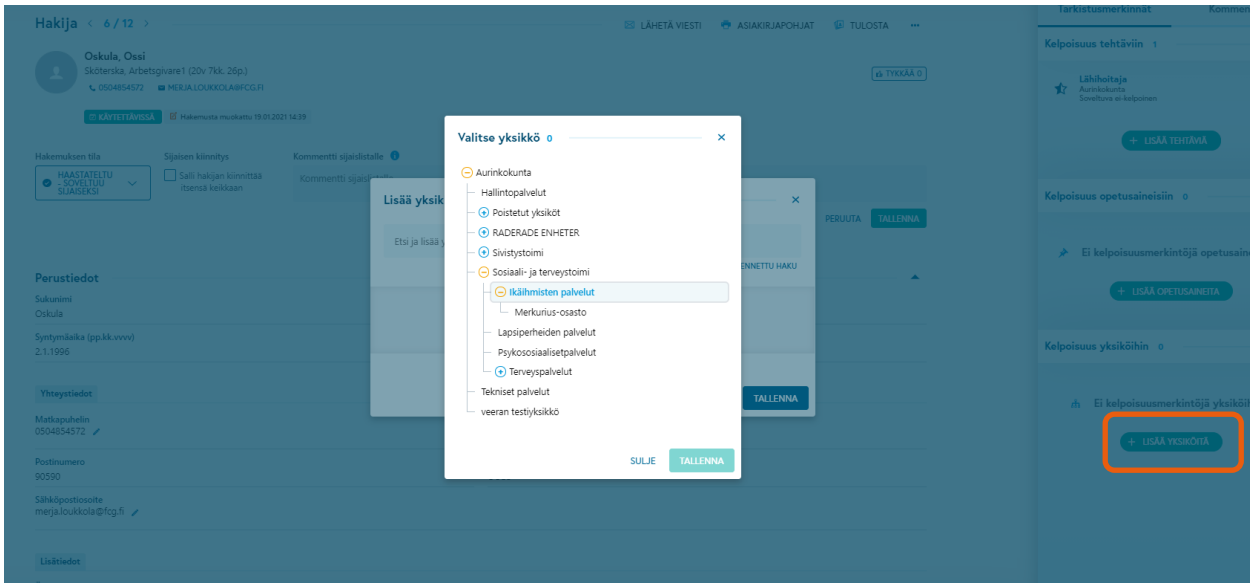 Hakija < 6 / 12 >
LÄHETÄ VIESTI
ASIAKIRJAPOHJAT
TULOSTA
Oskula, Ossi
Sköterska, Arbetsgivare1 (20v 7kk, 26p.)
0504854572 MERJA.LOUKKOLA@FCG.FI
TYKKÄÄ 0
KÄYTETTÄVISSÄ Hakemusta muokattu 19.01.2021 14:39
Hakemuksen tila
HAASTATELTU
- SOVELTUU
SIJAISEKSI
Sijaisen kiinnitys
Salli hakijan kiinnittää
itsensä keikkaan
Kommentti sijaislistalle
Kommentti sijais
PERUUTA TALLENNA
Perustiedot
Sukunimi
Oskula
Syntymäaika (pp.kk.vvvv)
2.1.1996
Yhteystiedot
Matkapuhelin
0504854572
Postinumero
90590
Sähköpostiosoite
merja.loukkola@fcg.fi
Lisätiedot
Lisää yksik
Etsi ja lisää y
ENNETTU HAKU
TALLENNA
Valitse yksikkö 0
Aurinkokunta
Hallintopalvelut
Poistetut yksiköt
RADERADE ENHETER
Sivistystoimi
Sosiaali- ja terveystoimi
Ikäihmisten palvelut
Merkurius-osasto
Lapsiperheiden palvelut
Psykososiaalisetpalvelut
Terveyspalvelut
Tekniset palvelut
veeran testiyksikkö
SULJE TALLENNA
Tarkistusmerkinnät Kommen
Kelpoisuus tehtäviin 1
Lähihoitaja
Aurinkokunta
Soveltuva ei-kelpoinen
+ LISÄÄ TEHTÄVIÄ
Kelpoisuus opetusaineisiin 0
Ei kelpoisuusmerkintöjä opetusaine
+ LISÄÄ OPETUSAINEITA
Kelpoisuus yksiköihin 0
Ei kelpoisuusmerkintöjä yksiköi
+ LISÄÄ YKSIKÖITÄ